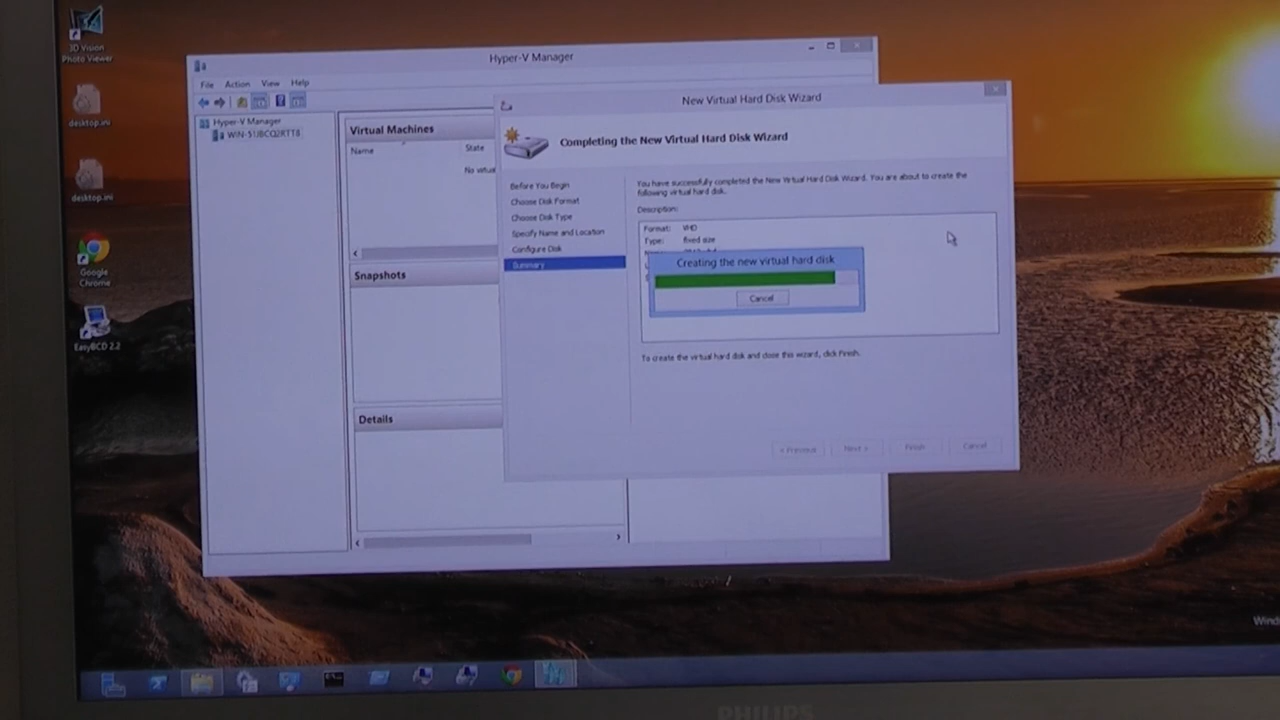 3D Vision
Photo Viewer
desktop.ini
desktop.ini
Google
Chrome
EasyBCD 2.2
Hyper-V Manager
File Action View Help
Hyper-V Manager
Virtual Machines
Name State
Snapshots
Details
New Virtual Hard Disk Wizard
Completing the New Virtual Hard Disk Wizard
Before You Begin
Choose Disk Format
Choose Disk Type
Specify Name and Location
Configure Disk
Summary
You have successfully completed the New Virtual Hard Disk Wizard. You are about to create the
following virtual hard disk.
Description:
Format: VHD
Type: fixed size
Creating the new virtual hard disk
Cancel
To create the virtual hard disk and close this wizard, click Finish.
< Previous Next > Finish Cancel
PHILIPS